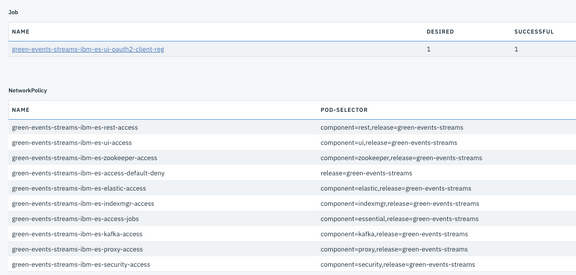 Job
NAME DESIRED SUCCESSFUL
green-events-streams-ibm-es-ui-oauth2-client-reg 1 1
NetworkPolicy
NAME POD-SELECTOR
green-events-streams-ibm-es-rest-access component=rest,release=green-events-streams
green-events-streams-ibm-es-ui-access component=ui,release=green-events-streams
green-events-streams-ibm-es-zookeeper-access component=zookeeper,release=green-events-streams
green-events-streams-ibm-es-access-default-deny release=green-events-streams
green-events-streams-ibm-es-elastic-access component=elastic,release=green-events-streams
green-events-streams-ibm-es-indexmgr-access component=indexmgr,release=green-events-streams
green-events-streams-ibm-es-access-jobs component=essential,release=green-events-streams
green-events-streams-ibm-es-kafka-access component=kafka,release=green-events-streams
green-events-streams-ibm-es-proxy-access component=proxy,release=green-events-streams
green-events-streams-ibm-es-security-access component=security,release=green-events-streams